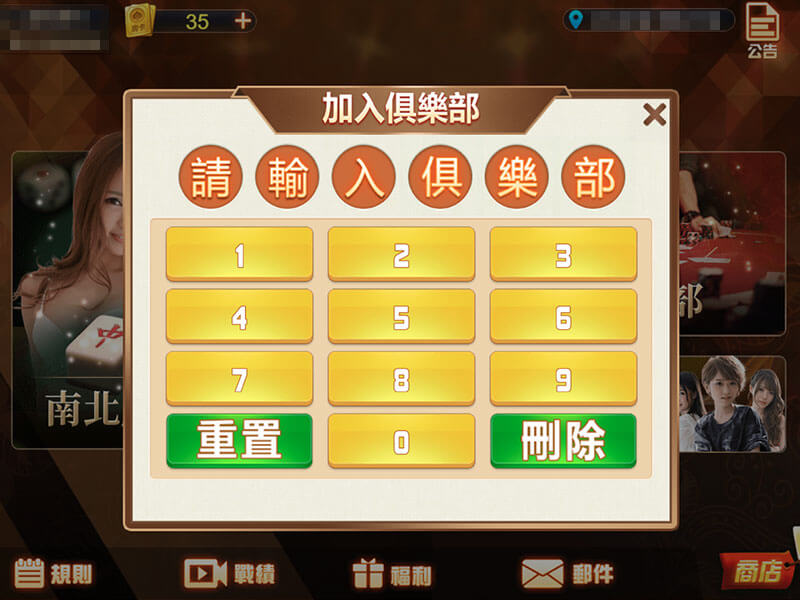 35
公告
加入俱樂部
請輸入俱樂部
1 2 3
4 5 6
7 8 9
重置 0 刪除
中
南北
部
規則 戰績 福利 郵件 商店